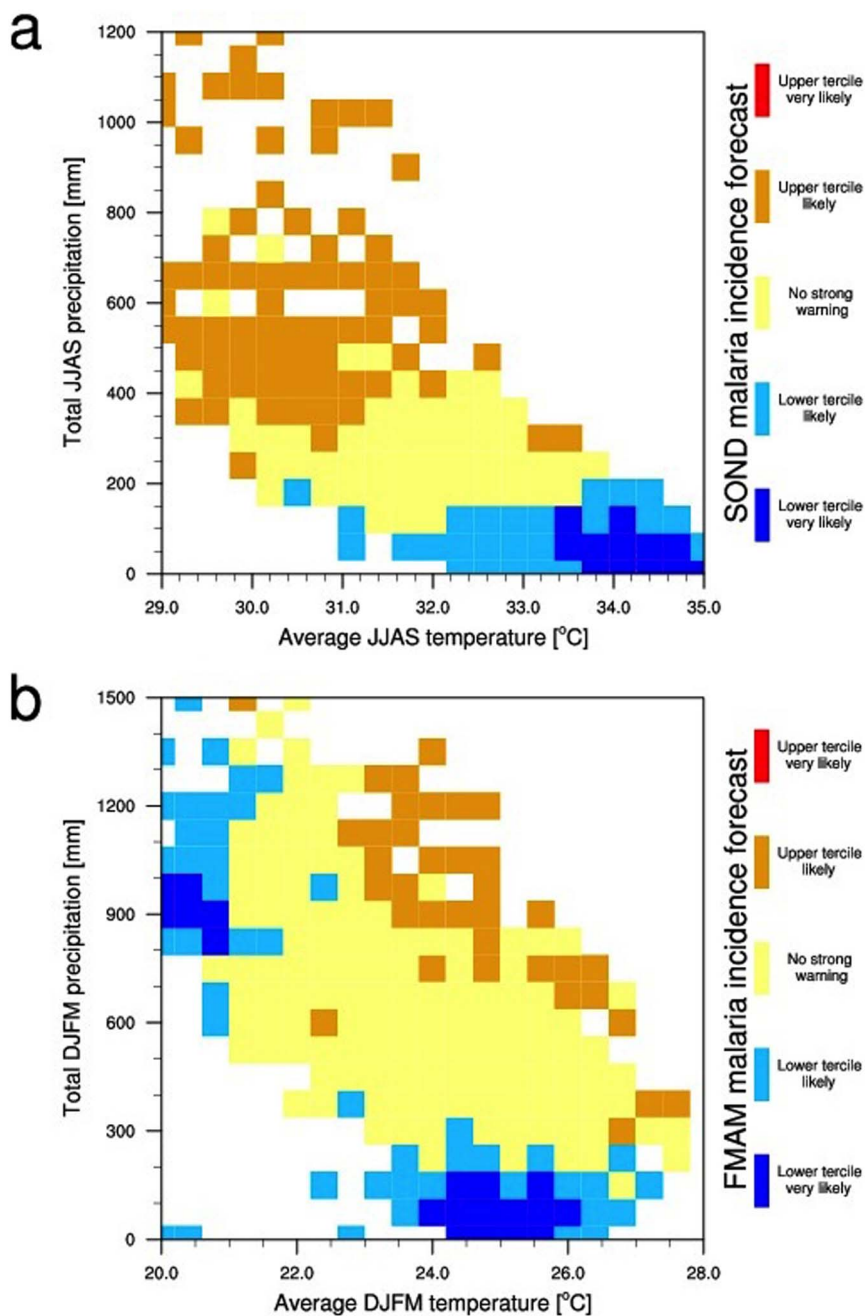 a
1200
1000
800
600
400
200
0
Total JJAS precipitation [mm]
29.0 30.0 31.0 32.0 33.0 34.0 35.0
Average JJAS temperature [°C]
SOND malaria incidence forecast
Upper tercile
very likely
Upper tercile
likely
No strong
warning
Lower tercile
likely
Lower tercile
very likely
b
1500
1200
900
600
300
0
Total DJFM precipitation [mm]
20.0 22.0 24.0 26.0 28.0
Average DJFM temperature [°C]
FMAM malaria incidence forecast
Upper tercile
very likely
Upper tercile
likely
No strong
warning
Lower tercile
likely
Lower tercile
very likely